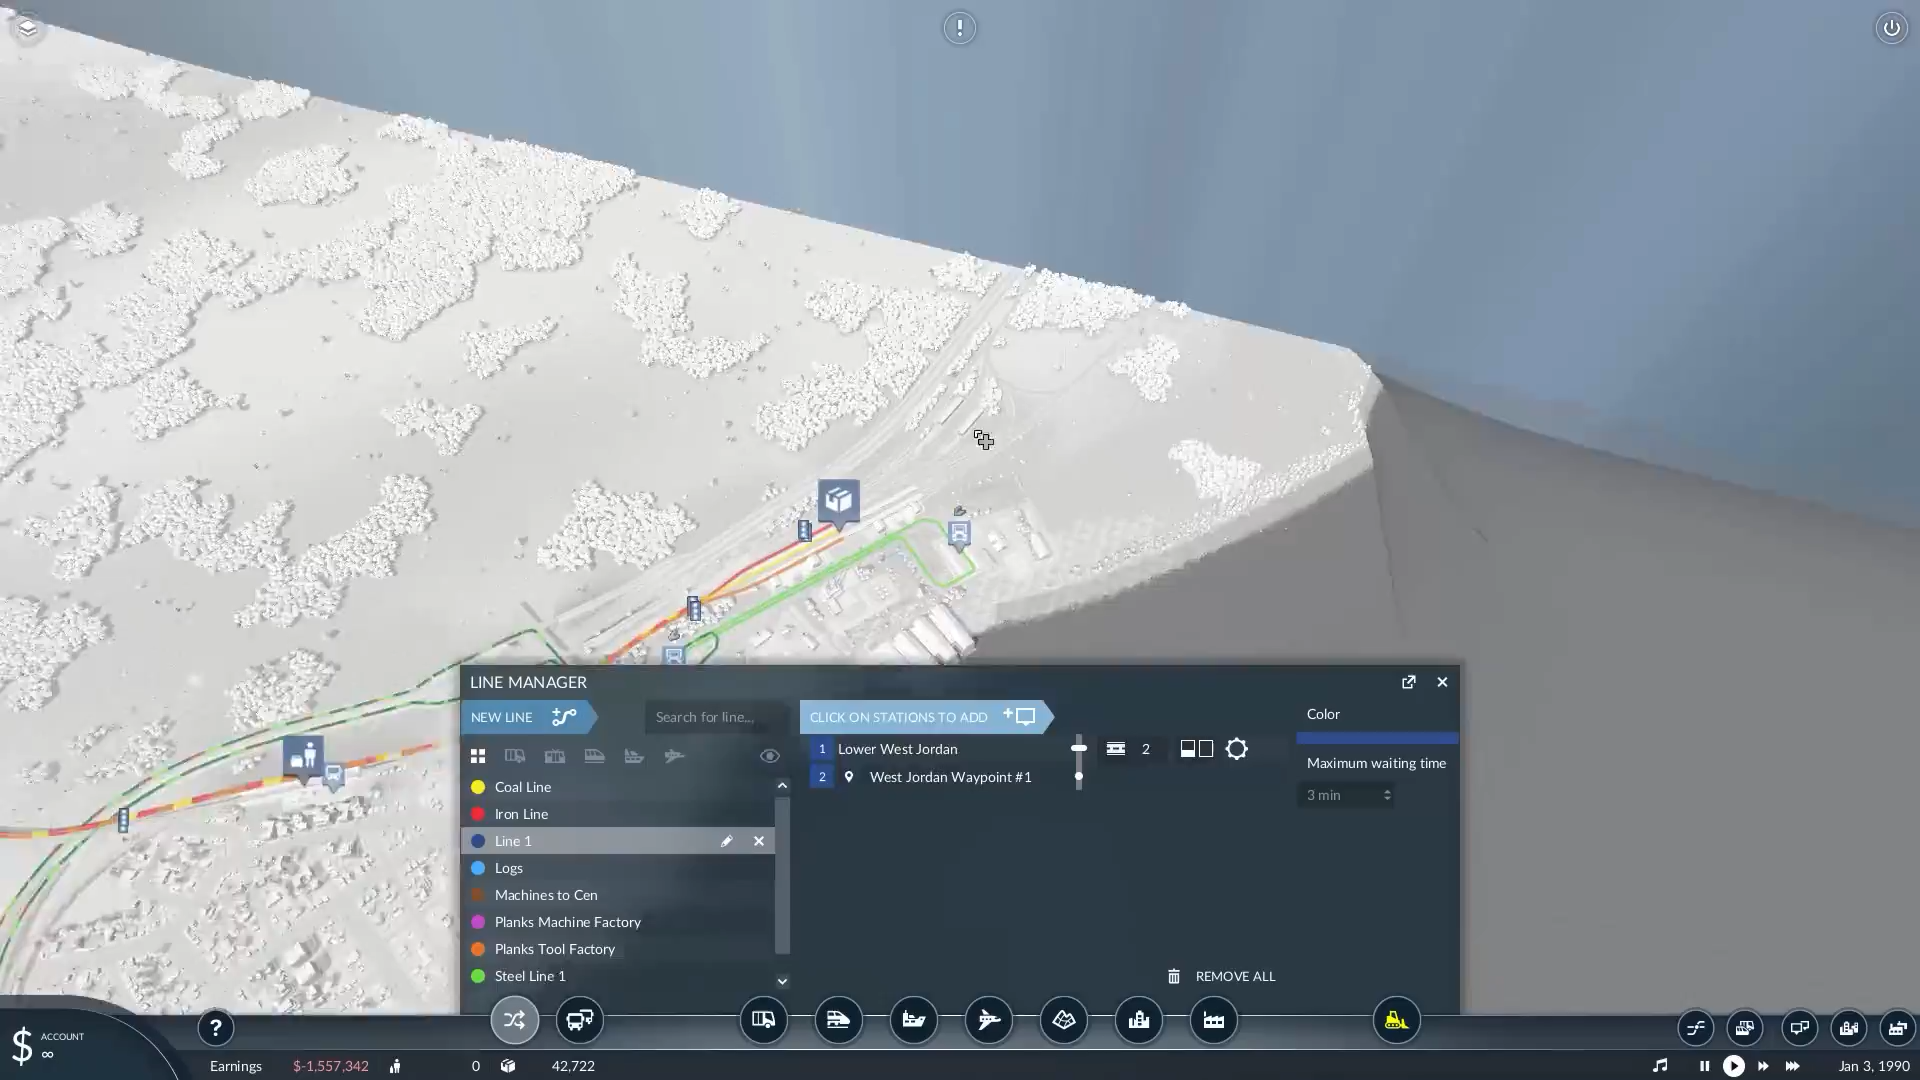 LINE MANAGER
NEW LINE
Search for line...
CLICK ON STATIONS TO ADD
Color
1 Lower West Jordan 2
2 West Jordan Waypoint #1
Maximum waiting time
3 min
Coal Line
Iron Line
Line 1
Logs
Machines to Cen
Planks Machine Factory
Planks Tool Factory
Steel Line 1
REMOVE ALL
$ ACCOUNT
∞
?
Earnings $-1,557,342 0 42,722 Jan 3, 1990